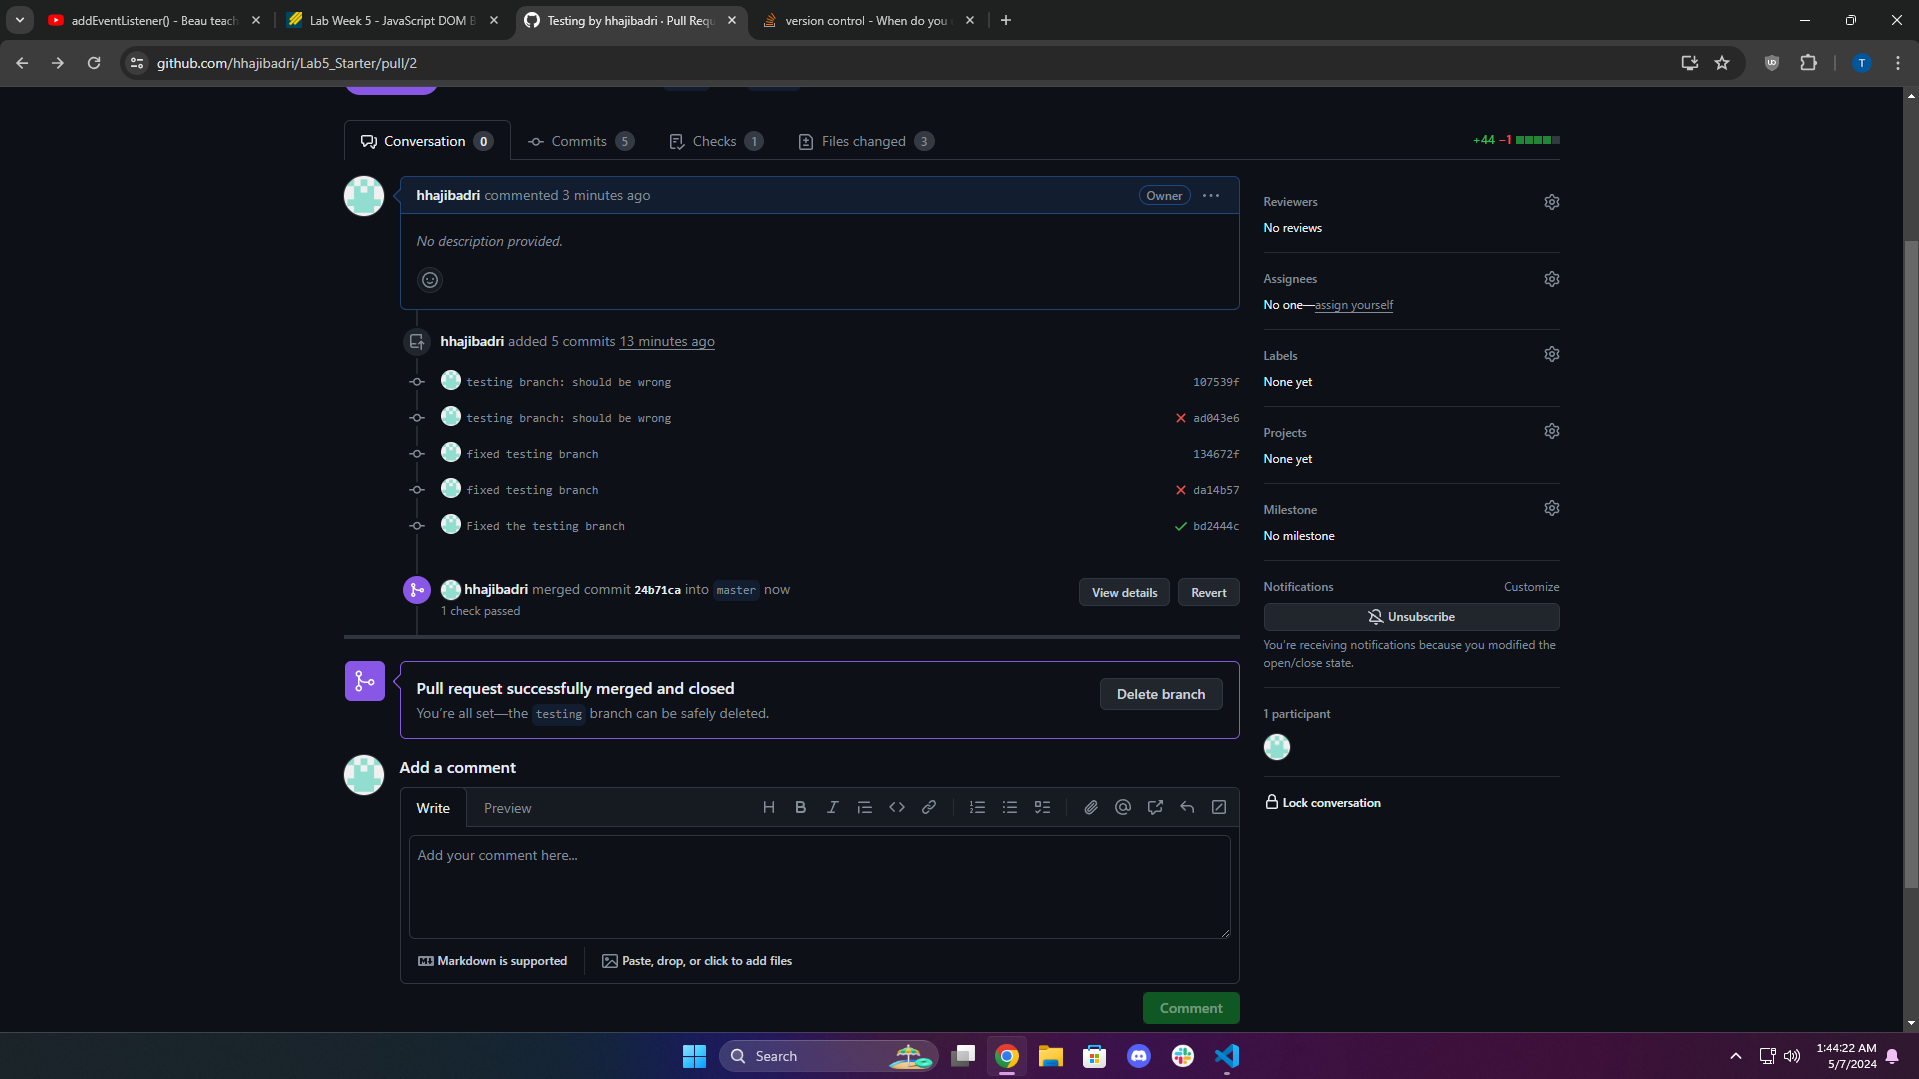 addEventListener() - Beau teach
Lab Week 5 - JavaScript DOM B
Testing by hhajibadri · Pull Requ
version control - When do you
github.com/hhajibadri/Lab5_Starter/pull/2
T
Conversation 0
Commits 5
Checks 1
Files changed 3
+44 −1
hhajibadri commented 3 minutes ago
Owner
No description provided.
hhajibadri added 5 commits 13 minutes ago
testing branch: should be wrong 107539f
testing branch: should be wrong ad043e6
fixed testing branch 134672f
fixed testing branch da14b57
Fixed the testing branch bd2444c
hhajibadri merged commit 24b71ca into master now
1 check passed
View details
Revert
Pull request successfully merged and closed
You're all set—the testing branch can be safely deleted.
Delete branch
Add a comment
Write
Preview
Add your comment here...
Markdown is supported
Paste, drop, or click to add files
Comment
Reviewers
No reviews
Assignees
No one—assign yourself
Labels
None yet
Projects
None yet
Milestone
No milestone
Notifications
Customize
Unsubscribe
You're receiving notifications because you modified the
open/close state.
1 participant
Lock conversation
Search
1:44:22 AM
5/7/2024